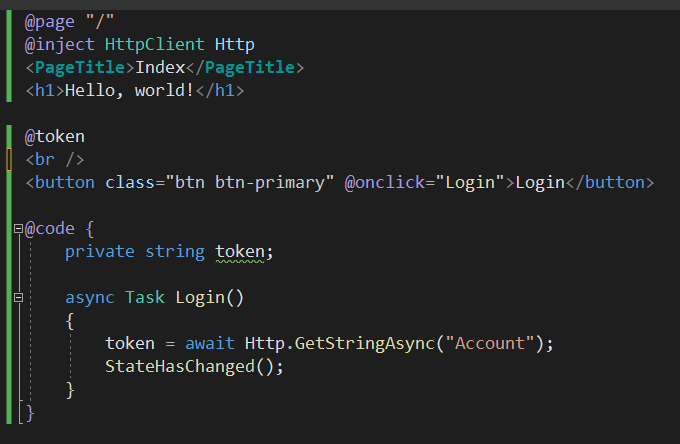 @page "/"
@inject HttpClient Http
<PageTitle>Index</PageTitle>
<h1>Hello, world!</h1>
@token
<br />
<button class="btn btn-primary" @onclick="Login">Login</button>
@code {
private string token;
async Task Login()
{
token = await Http.GetStringAsync("Account");
StateHasChanged();
}
}